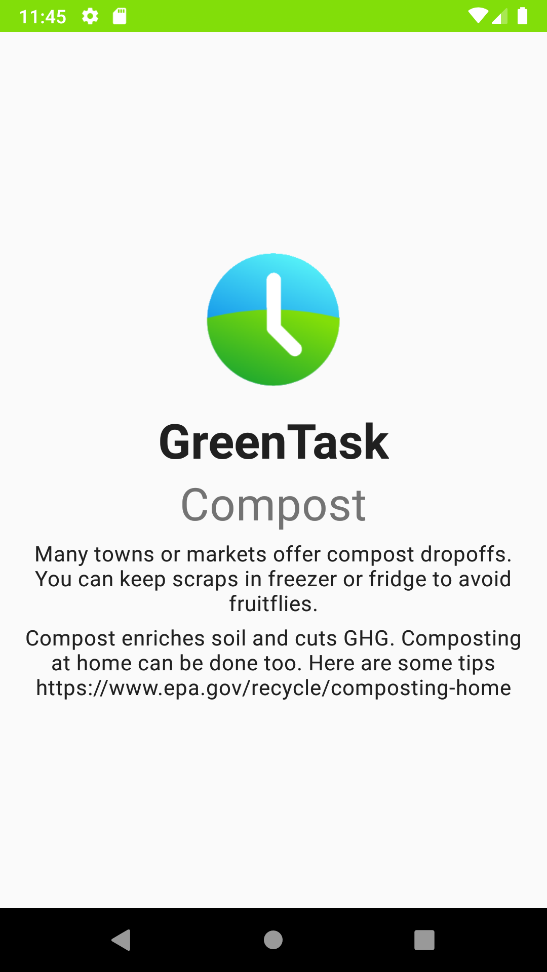 11:45
GreenTask
Compost
Many towns or markets offer compost dropoffs.
You can keep scraps in freezer or fridge to avoid
fruitflies.
Compost enriches soil and cuts GHG. Composting
at home can be done too. Here are some tips
https://www.epa.gov/recycle/composting-home